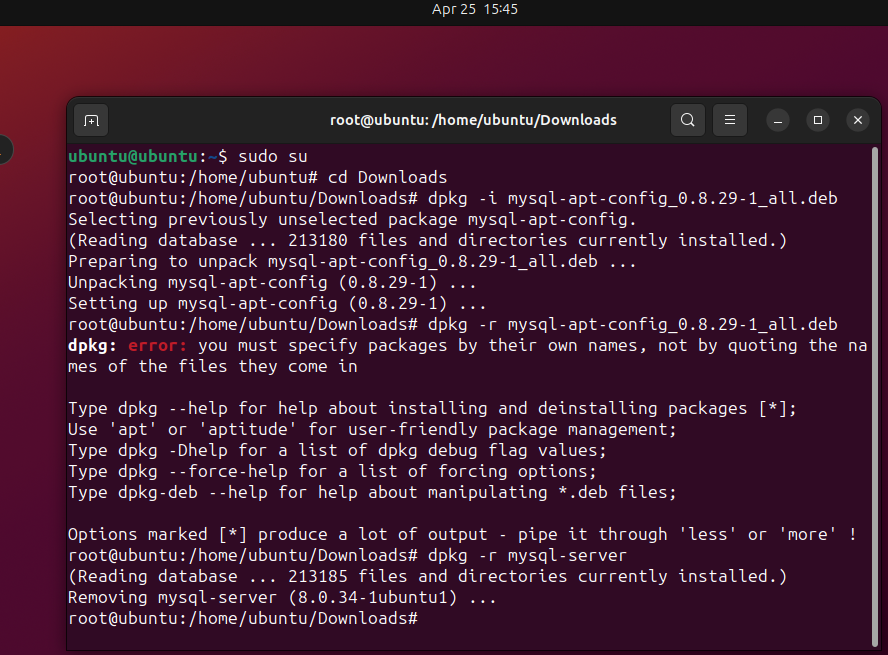 Apr 25 15:45
root@ubuntu: /home/ubuntu/Downloads
ubuntu@ubuntu:~$ sudo su
root@ubuntu:/home/ubuntu# cd Downloads
root@ubuntu:/home/ubuntu/Downloads# dpkg -i mysql-apt-config_0.8.29-1_all.deb
Selecting previously unselected package mysql-apt-config.
(Reading database ... 213180 files and directories currently installed.)
Preparing to unpack mysql-apt-config_0.8.29-1_all.deb ...
Unpacking mysql-apt-config (0.8.29-1) ...
Setting up mysql-apt-config (0.8.29-1) ...
root@ubuntu:/home/ubuntu/Downloads# dpkg -r mysql-apt-config_0.8.29-1_all.deb
dpkg: error: you must specify packages by their own names, not by quoting the na
mes of the files they come in

Type dpkg --help for help about installing and deinstalling packages [*];
Use 'apt' or 'aptitude' for user-friendly package management;
Type dpkg -Dhelp for a list of dpkg debug flag values;
Type dpkg --force-help for a list of forcing options;
Type dpkg-deb --help for help about manipulating *.deb files;

Options marked [*] produce a lot of output - pipe it through 'less' or 'more' !
root@ubuntu:/home/ubuntu/Downloads# dpkg -r mysql-server
(Reading database ... 213185 files and directories currently installed.)
Removing mysql-server (8.0.34-1ubuntu1) ...
root@ubuntu:/home/ubuntu/Downloads#